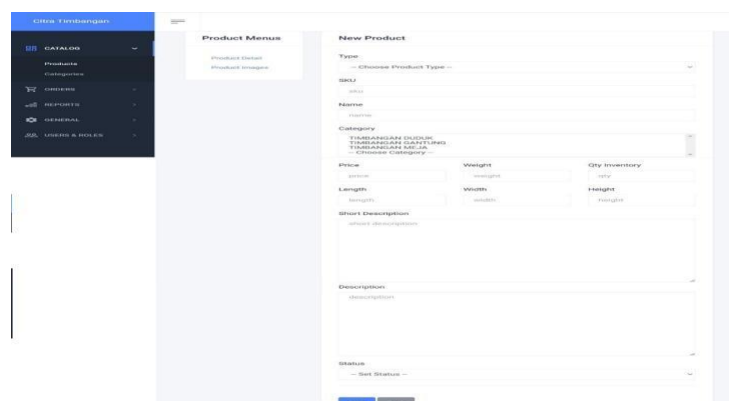 Citra Timbangan
CATALOG
Products
Categories
ORDERS
REPORTS
GENERAL
USERS & ROLES
Product Menus
Product Detail
Product Images
New Product
Type
-- Choose Product Type --
SKU
sku
Name
name
Category
TIMBANGAN DUDUK
TIMBANGAN GANTUNG
TIMBANGAN MEJA
-- Choose Category --
Price Weight Qty Inventory
price weight qty
Length Width Height
length width height
Short Description
short description
Description
description
Status
-- Set Status --